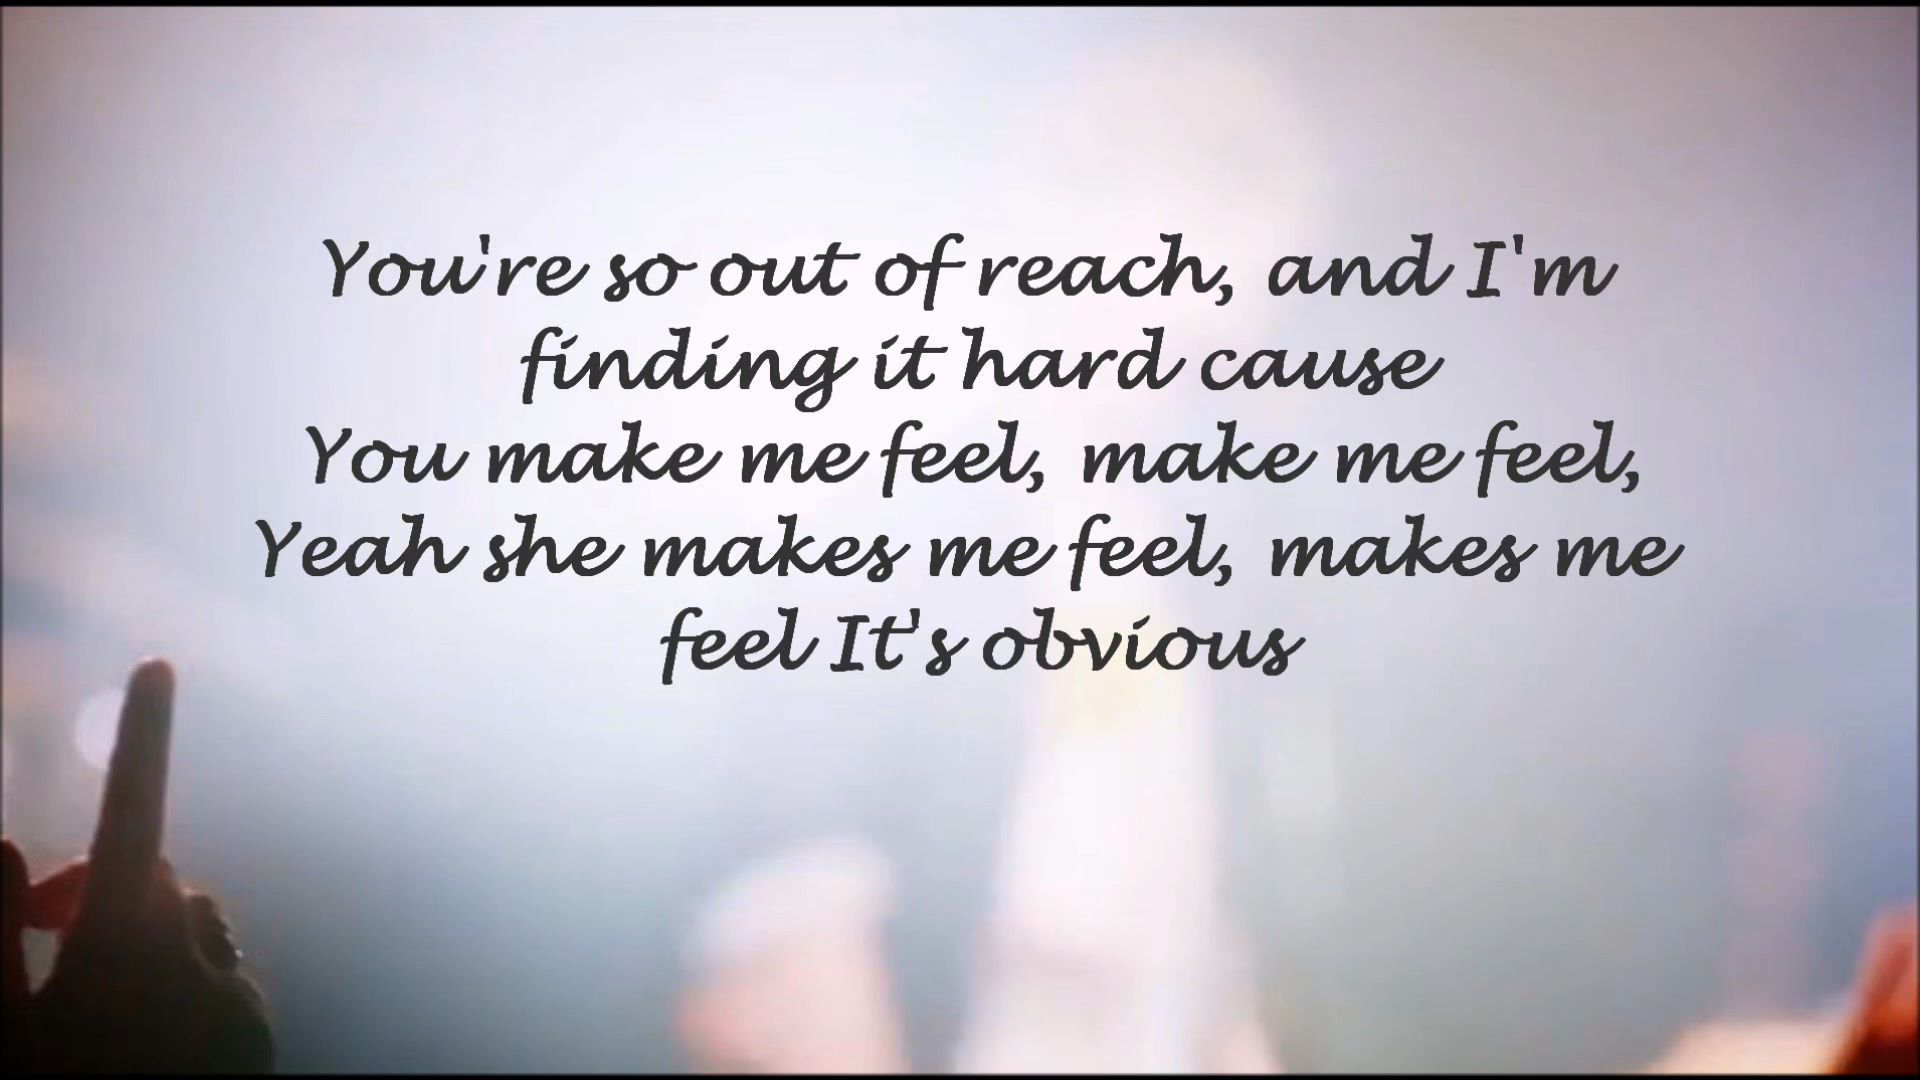 You're so out of reach, and I'm
finding it hard cause
You make me feel, make me feel,
Yeah she makes me feel, makes me
feel It's obvious